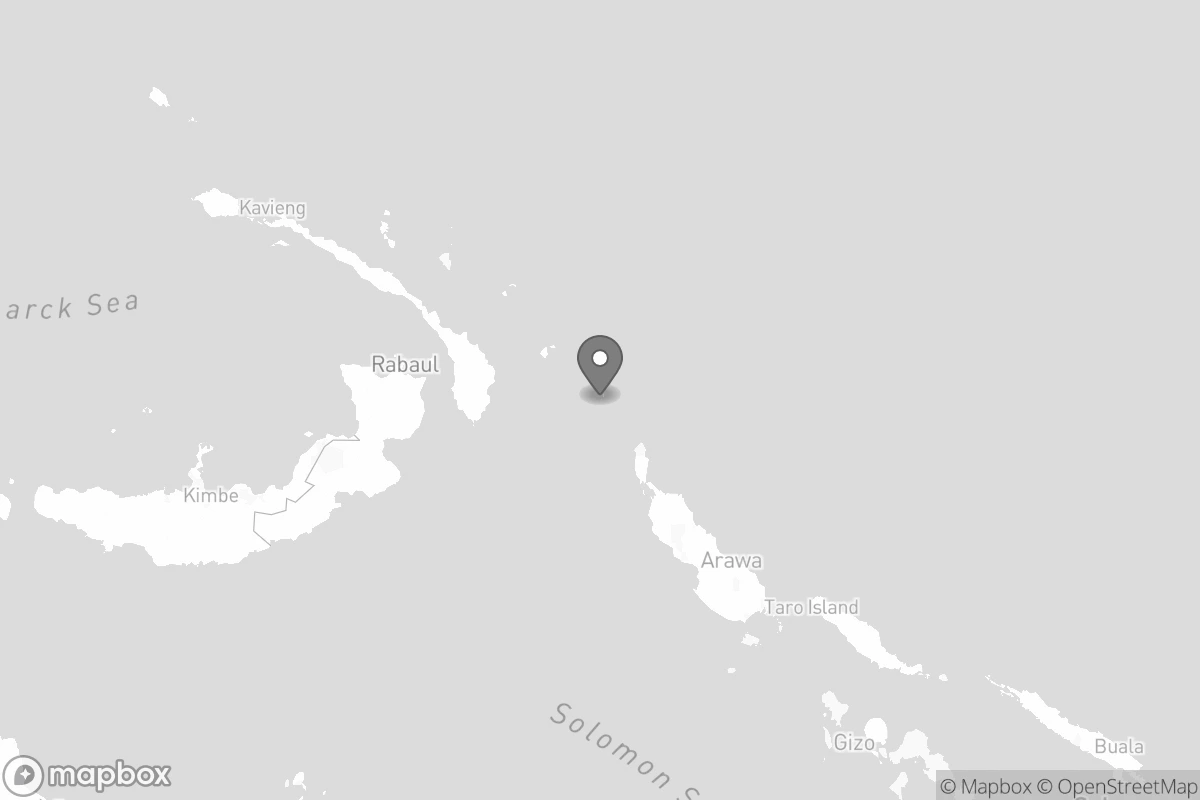 Kavieng
arck Sea
Rabaul
Kimbe
Arawa
Taro Island
Solomon S
Gizo
Buala
mapbox
© Mapbox © OpenStreetMap